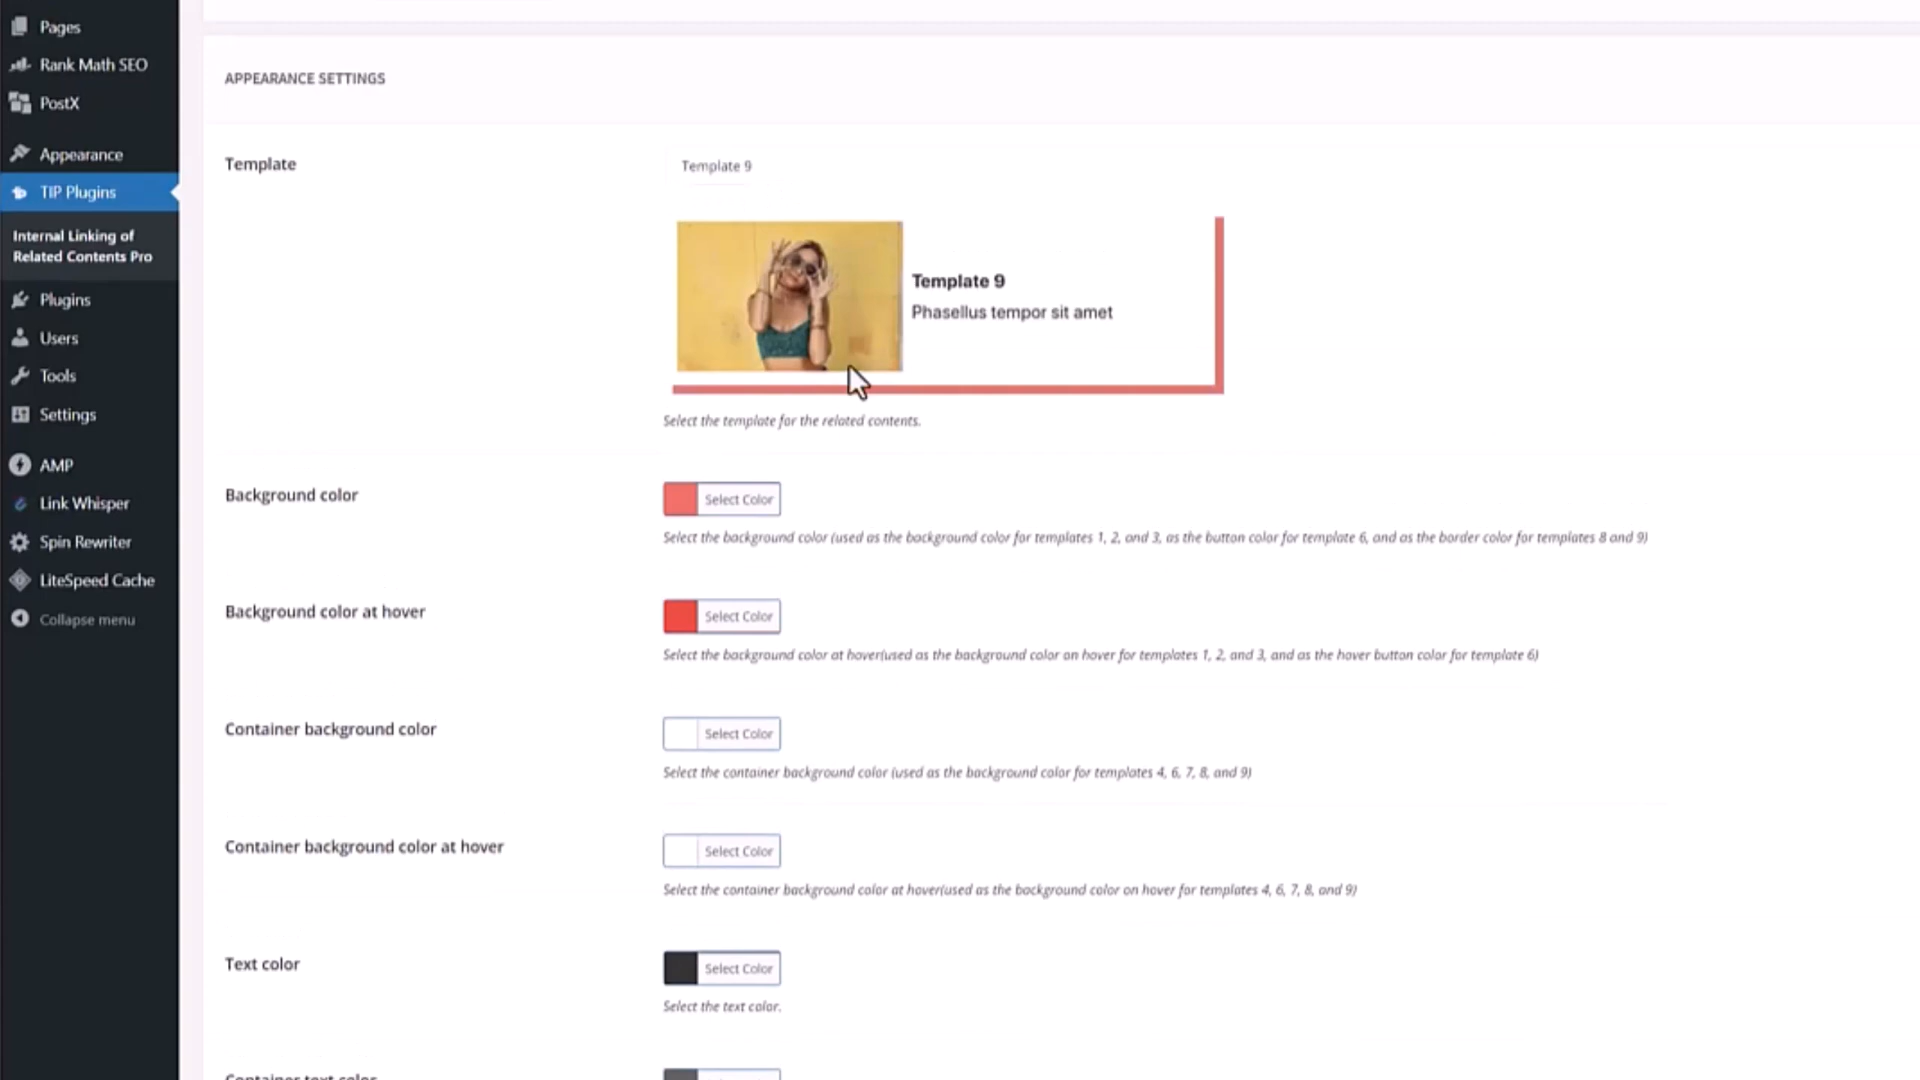 Pages
Rank Math SEO
PostX
Appearance
TIP Plugins
Internal Linking of
Related Contents Pro
Plugins
Users
Tools
Settings
AMP
Link Whisper
Spin Rewriter
LiteSpeed Cache
Collapse menu
APPEARANCE SETTINGS
Template
Template 9
Template 9
Phasellus tempor sit amet
Select the template for the related contents.
Background color
Select Color
Select the background color (used as the background color for templates 1, 2, and 3, as the button color for template 6, and as the border color for templates 8 and 9)
Background color at hover
Select Color
Select the background color at hover(used as the background color on hover for templates 1, 2, and 3, and as the hover button color for template 6)
Container background color
Select Color
Select the container background color (used as the background color for templates 4, 6, 7, 8, and 9)
Container background color at hover
Select Color
Select the container background color at hover(used as the background color on hover for templates 4, 6, 7, 8, and 9)
Text color
Select Color
Select the text color.
Container text color